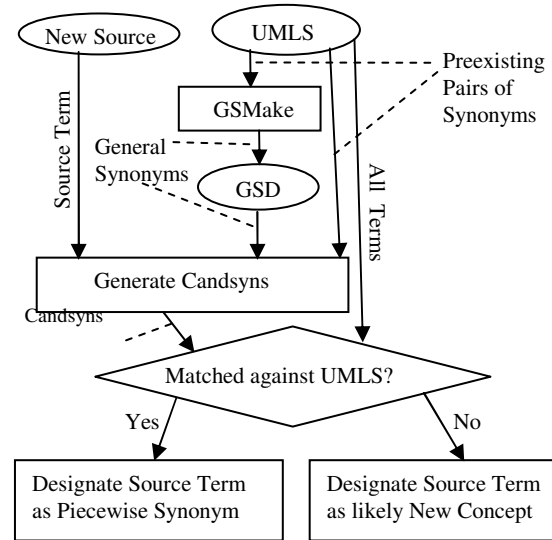 New Source
UMLS
Preexisting
Pairs of
Synonyms
GSMake
Source Term
General
Synonyms
GSD
All Terms
Generate Candsyns
Candsyns
Matched against UMLS?
Yes
No
Designate Source Term
as Piecewise Synonym
Designate Source Term
as likely New Concept